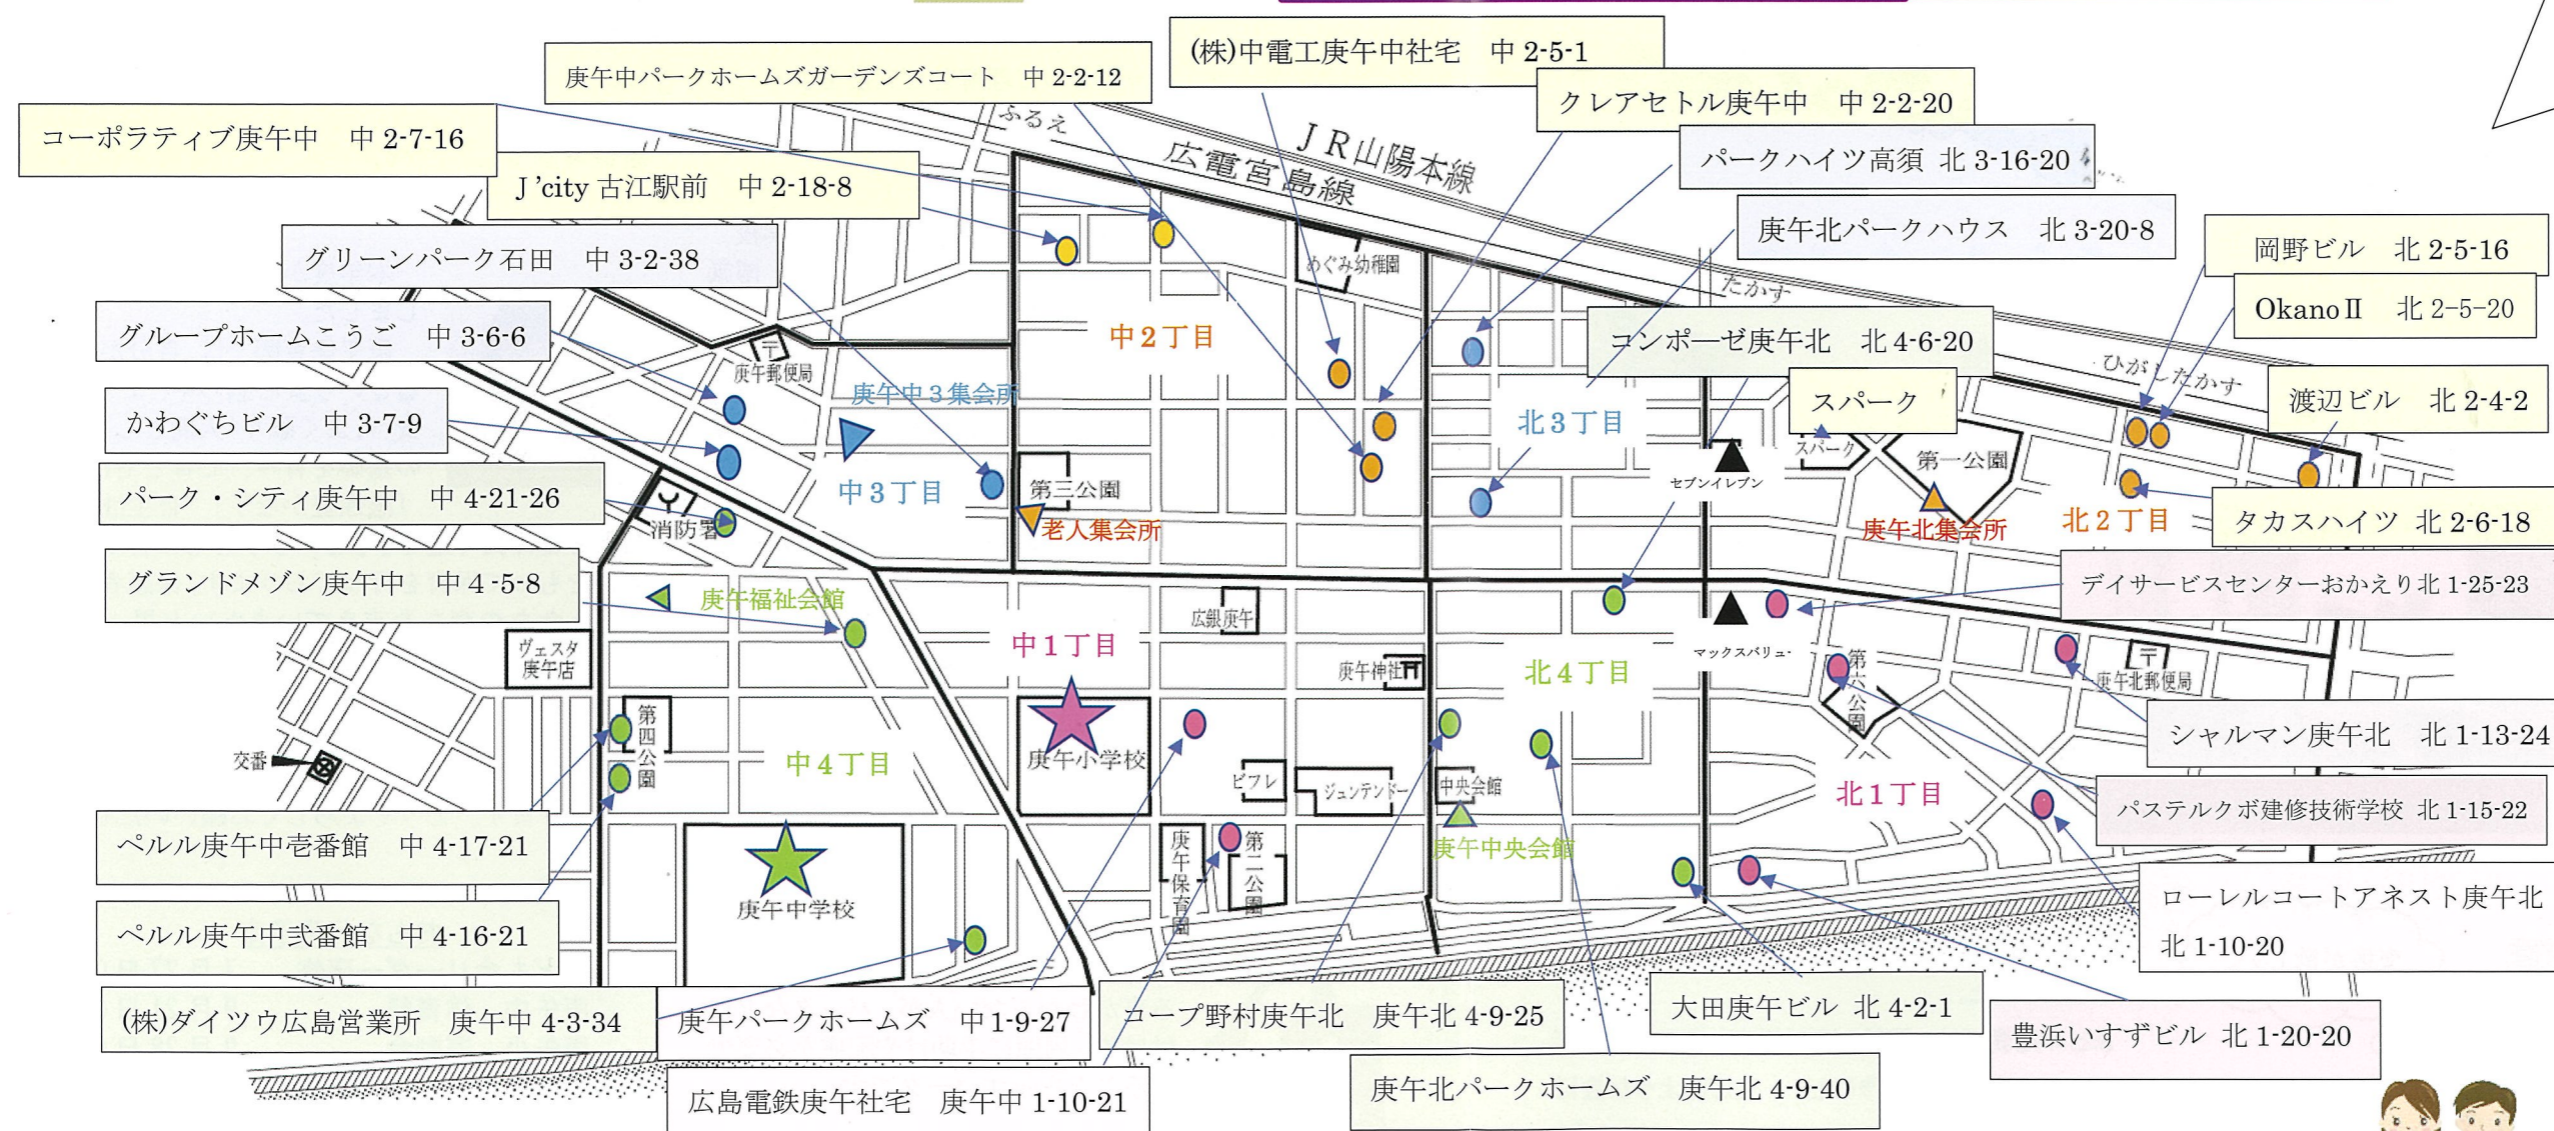 (株)中電工庚午中社宅　中 2-5-1
庚午中パークホームズガーデンズコート　中 2-2-12
クレアセトル庚午中　中 2-2-20
コーポラティブ庚午中　中 2-7-16
ふるえ
ＪＲ山陽本線
広電宮島線
パークハイツ高須 北 3-16-20
J 'city 古江駅前　中 2-18-8
庚午北パークハウス　北 3-20-8
岡野ビル　北 2-5-16
グリーンパーク石田　中 3-2-38
めぐみ幼稚園
たかす
Okano II　北 2-5-20
グループホームこうご　中 3-6-6
中２丁目
コンポーゼ庚午北　北 4-6-20
ひがしたかす
〒
庚午郵便局
庚午中３集会所
スパーク
渡辺ビル　北 2-4-2
かわぐちビル　中 3-7-9
北３丁目
スパーク
第一公園
パーク・シティ庚午中　中 4-21-26
中３丁目
第三公園
セブンイレブン
消防署
老人集会所
庚午北集会所
北２丁目
タカスハイツ 北 2-6-18
グランドメゾン庚午中　中 4-5-8
庚午福祉会館
デイサービスセンターおかえり北 1-25-23
広銀庚午
ヴェスタ
庚午店
中１丁目
庚午神社
北４丁目
マックスバリュ
第六公園
〒
庚午北郵便局
第四公園
シャルマン庚午北　北 1-13-24
交番
中４丁目
庚午小学校
ビフレ
ジュンテンドー
中央会館
北１丁目
パステルクボ建修技術学校 北 1-15-22
ペルル庚午中壱番館　中 4-17-21
庚午保育園
第二公園
庚午中央会館
庚午中学校
ローレルコートアネスト庚午北
北 1-10-20
ペルル庚午中弐番館　中 4-16-21
(株)ダイツウ広島営業所　庚午中 4-3-34
庚午パークホームズ　中 1-9-27
コープ野村庚午北　庚午北 4-9-25
大田庚午ビル 北 4-2-1
豊浜いすずビル 北 1-20-20
広島電鉄庚午社宅　庚午中 1-10-21
庚午北パークホームズ　庚午北 4-9-40